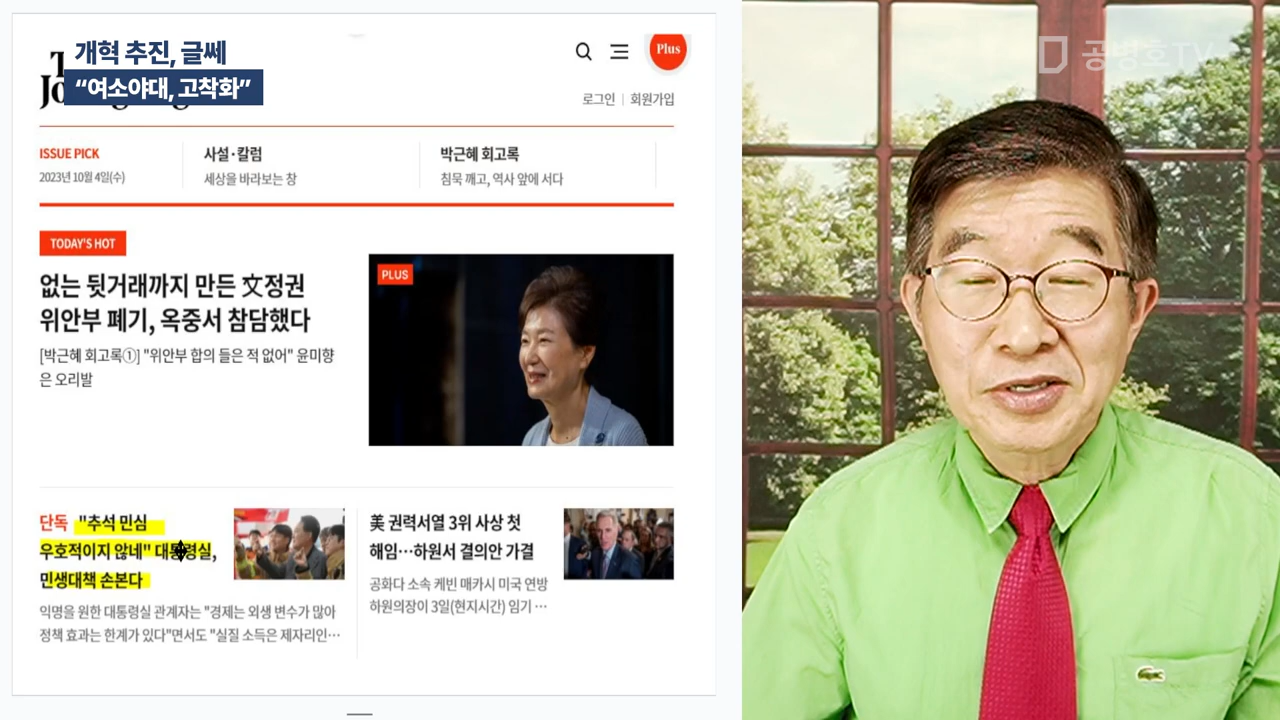 개혁 추진, 글쎄
“여소야대, 고착화”
Plus
로그인 | 회원가입
ISSUE PICK
2023년 10월 4일(수)
사설·칼럼
세상을 바라보는 창
박근혜 회고록
침묵 깨고, 역사 앞에 서다
TODAY'S HOT
없는 뒷거래까지 만든 文정권
위안부 폐기, 옥중서 참담했다
[박근혜 회고록①] "위안부 합의 들은 적 없어" 윤미향
은 오리발
PLUS
단독 "추석 민심
우호적이지 않네" 대통령실,
민생대책 손본다
익명을 원한 대통령실 관계자는 "경제는 외생 변수가 많아
정책 효과는 한계가 있다"면서도 "실질 소득은 제자리인…
美 권력서열 3위 사상 첫
해임…하원서 결의안 가결
공화다 소속 케빈 매카시 미국 연방
하원의장이 3일(현지시간) 임기 …
공병호TV